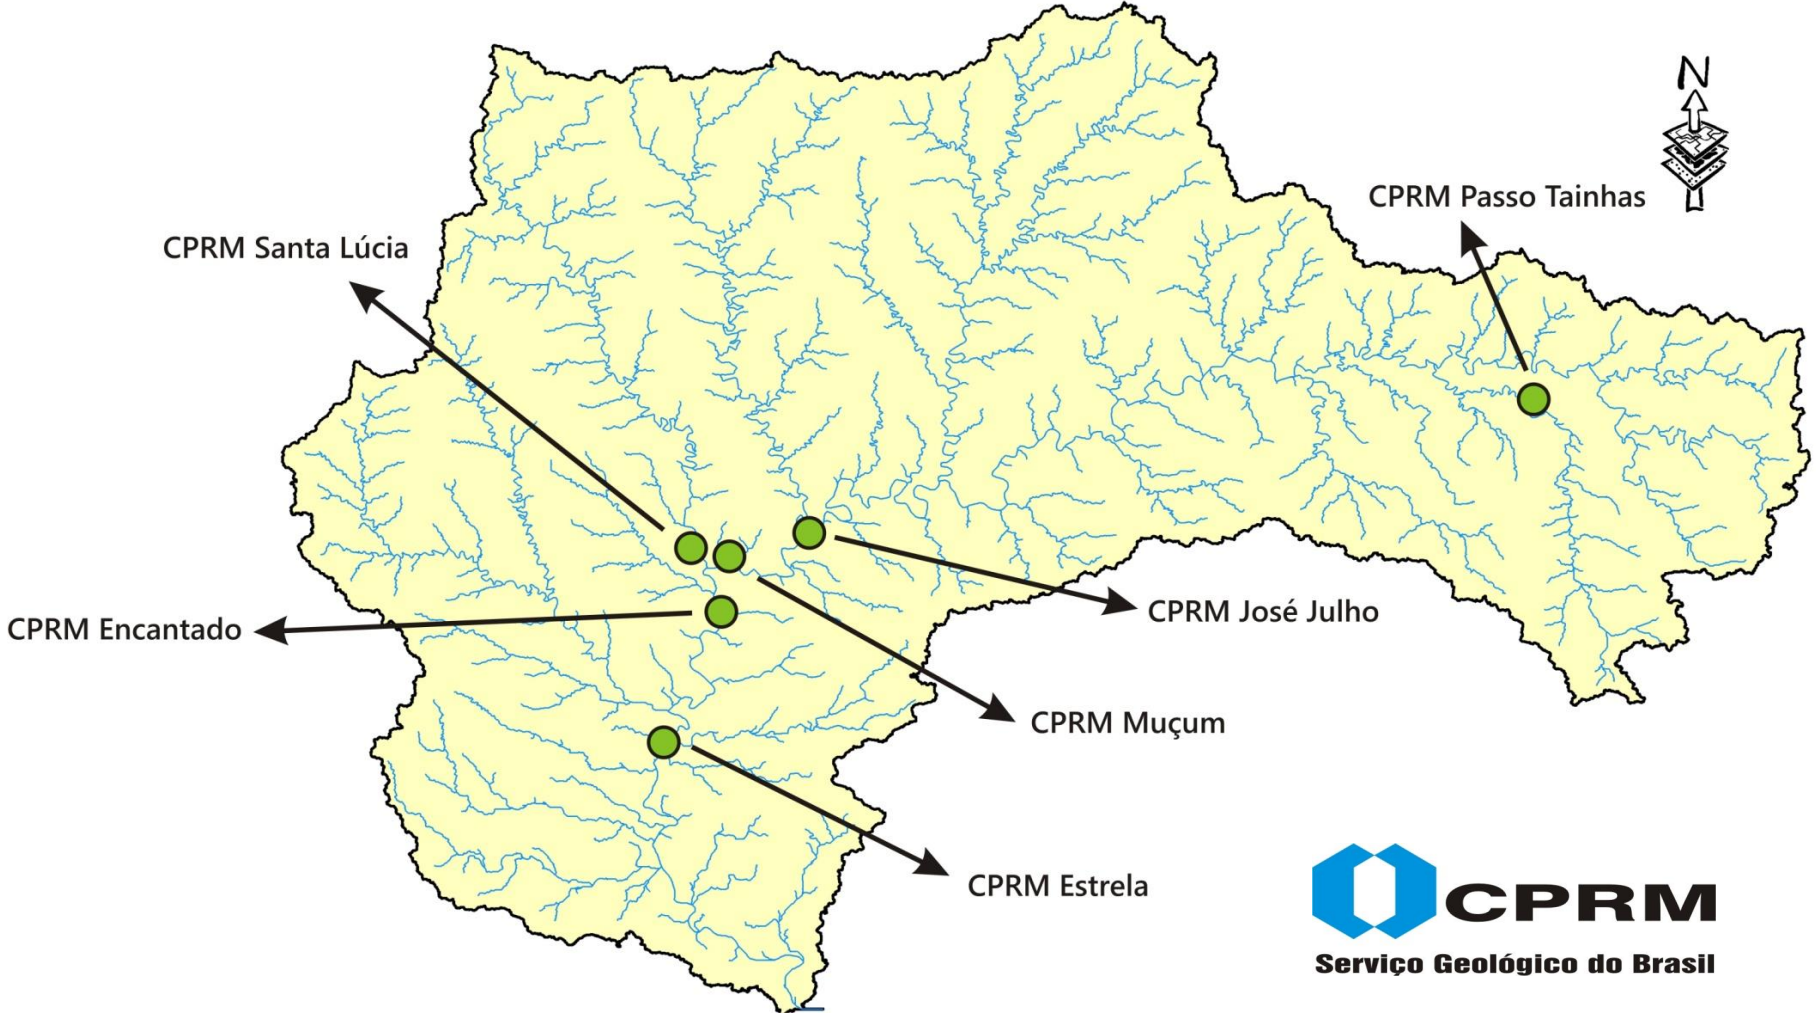 N
CPRM Passo Tainhas
CPRM Santa Lúcia
CPRM José Julho
CPRM Encantado
CPRM Muçum
CPRM Estrela
CPRM
Serviço Geológico do Brasil